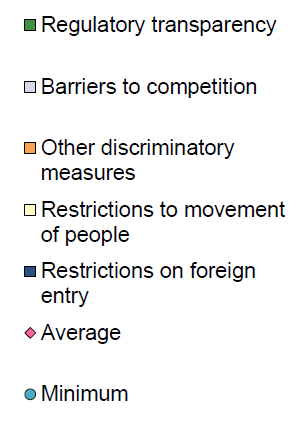 Regulatory transparency
Barriers to competition
Other discriminatory
measures
Restrictions to movement
of people
Restrictions on foreign
entry
Average
Minimum